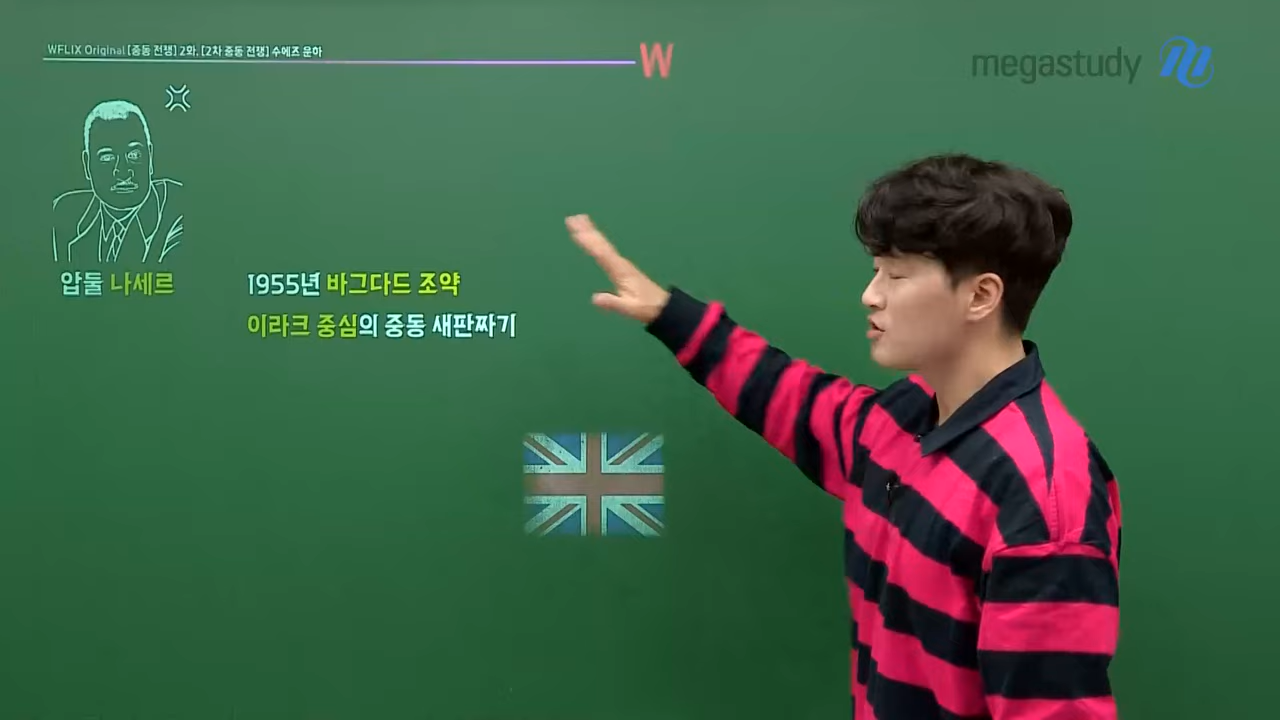 WFLIX Original [중동 전쟁] 2화. [2차 중동 전쟁] 수에즈 운하
W
megastudy
압둘 나세르
1955년 바그다드 조약
이라크 중심의 중동 새판짜기